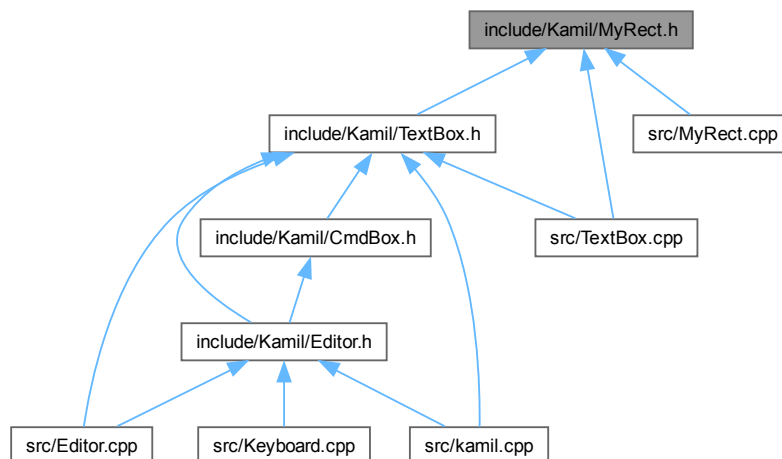 include/Kamil/MyRect.h
include/Kamil/TextBox.h
src/MyRect.cpp
include/Kamil/CmdBox.h
src/TextBox.cpp
include/Kamil/Editor.h
src/Editor.cpp
src/Keyboard.cpp
src/kamil.cpp